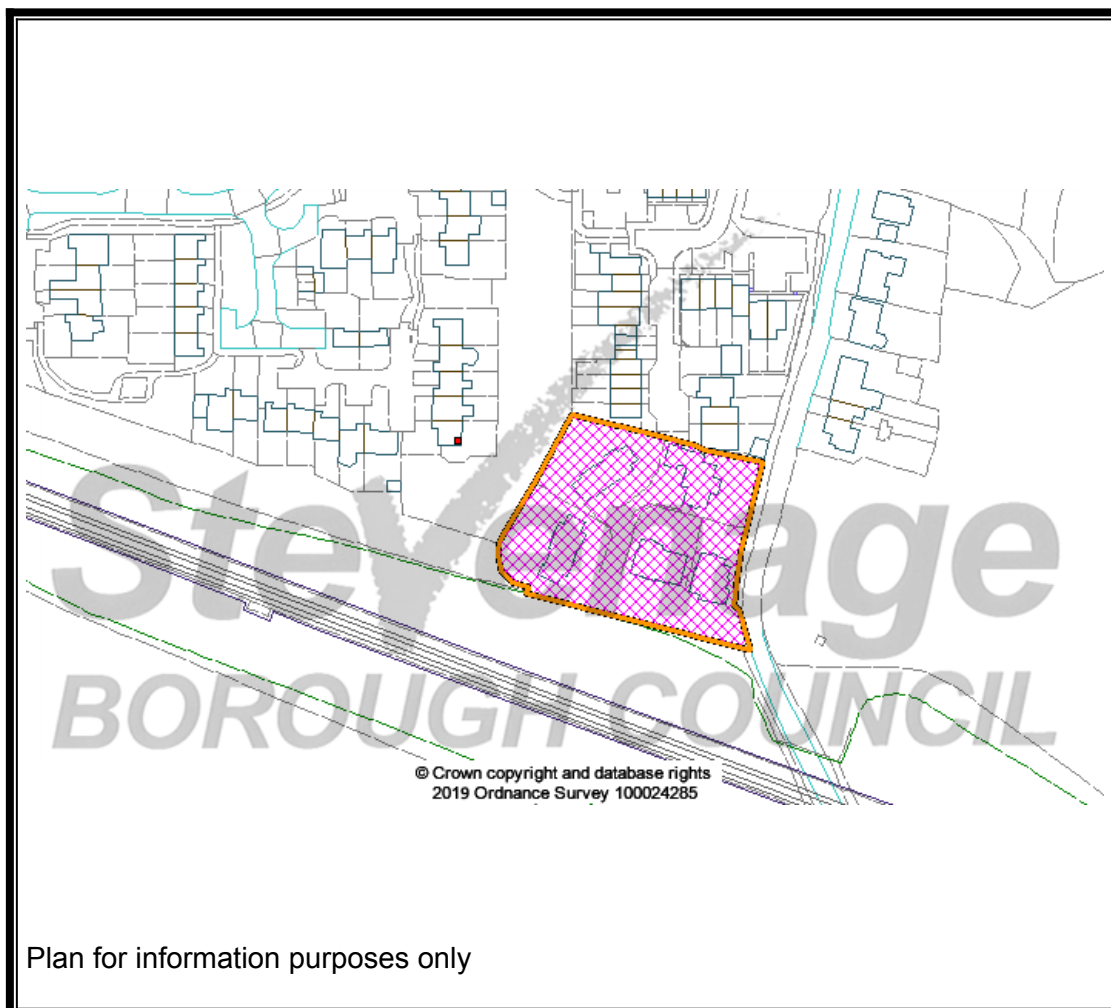 Stevenage
BOROUGH COUNCIL
© Crown copyright and database rights
2019 Ordnance Survey 100024285
Plan for information purposes only